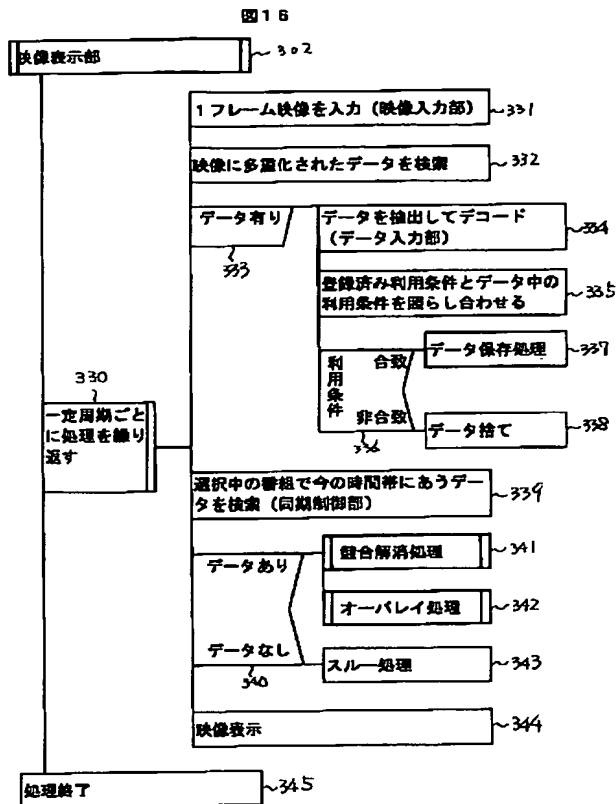 図16
映像表示部
302
1フレーム映像を入力（映像入力部）
331
映像に多重化されたデータを検索
332
データ有り
333
データを抽出してデコード
（データ入力部）
334
登録済み利用条件とデータ中の
利用条件を照らし合わせる
335
利用条件
合致
非合致
336
データ保存処理
337
データ捨て
338
330
一定周期ごと
に処理を繰り
返す
選択中の番組で今の時間帯にあうデー
タを検索（同期制御部）
339
データあり
データなし
340
競合解消処理
341
オーバレイ処理
342
スルー処理
343
映像表示
344
処理終了
345